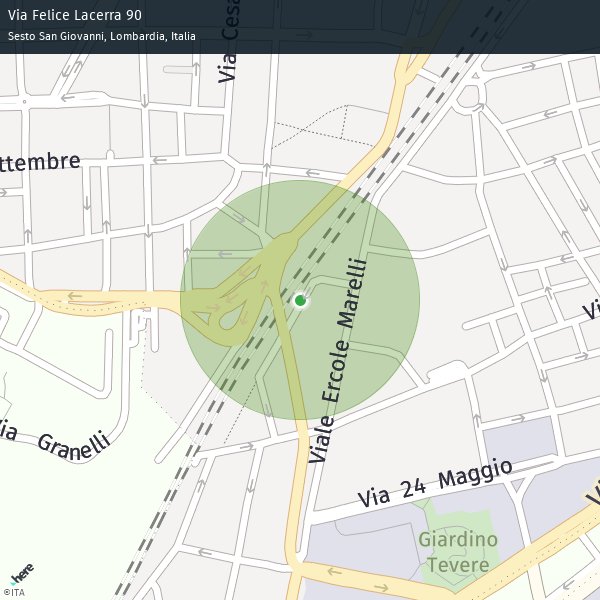 Via Felice Lacerra 90
Sesto San Giovanni, Lombardia, Italia
Via Cesa
ttembre
Viale Ercole Marelli
Vi
ia Granelli
Via 24 Maggio
Vi
Giardino
Tevere
here
©ITA